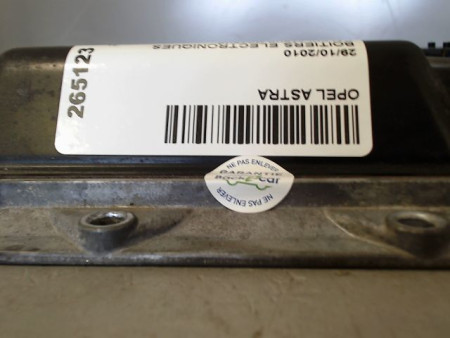 265123
29/10/2010
BOITIERS ELECTRONIQUES
OPEL ASTRA
NE PAS ENLEVER
GARANTIE
NE PAS ENLEVER